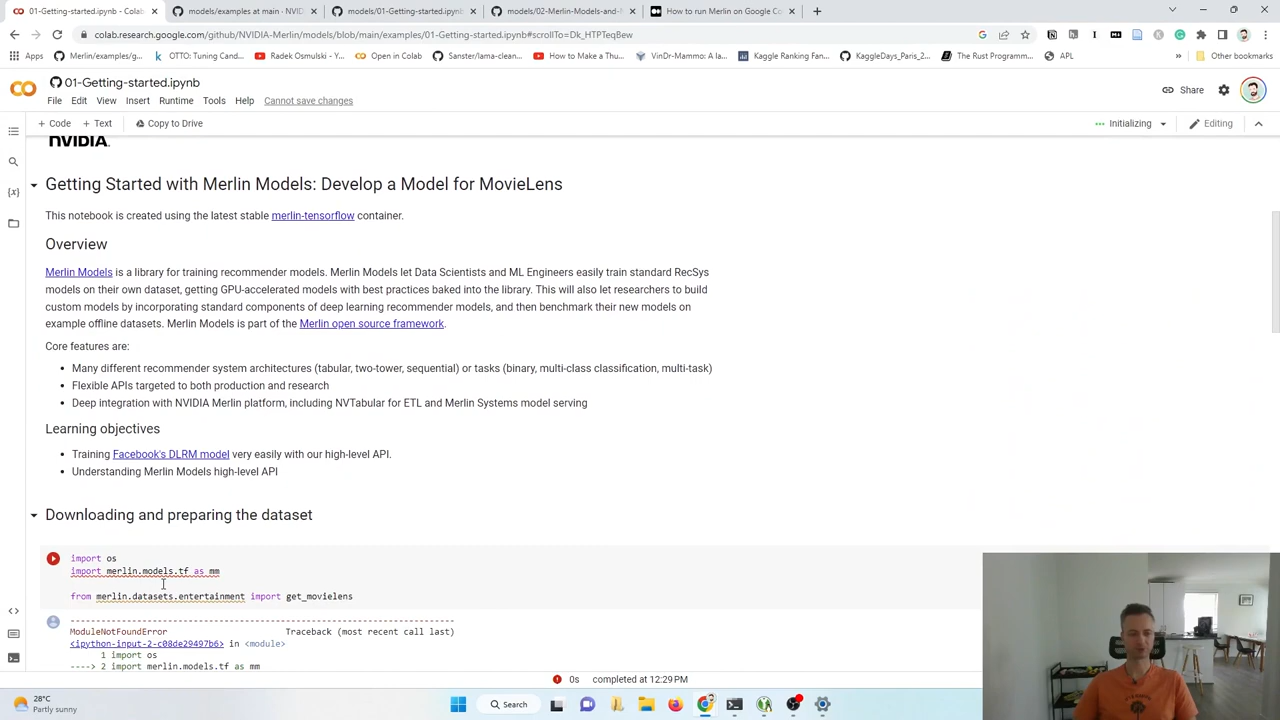 01-Getting-started.ipynb - Colab
models/examples at main · NVID
models/01-Getting-started.ipynb
models/02-Merlin-Models-and-
How to run Merlin on Google Co
colab.research.google.com/github/NVIDIA-Merlin/models/blob/main/examples/01-Getting-started.ipynb#scrollTo=Dk_HTPTeqBew
Merlin/examples/g...
OTTO: Tuning Cand...
Radek Osmulski - Y...
Open in Colab
Sanster/lama-clean...
How to Make a Thu...
VinDr-Mammo: A la...
Kaggle Ranking Fan...
KaggleDays_Paris_2...
The Rust Programm...
APL
»
Other bookmarks
01-Getting-started.ipynb
Share
File Edit View Insert Runtime Tools Help Cannot save changes
+ Code + Text Copy to Drive
Initializing
Editing
NVIDIA.
Getting Started with Merlin Models: Develop a Model for MovieLens
This notebook is created using the latest stable merlin-tensorflow container.
Overview
Merlin Models is a library for training recommender models. Merlin Models let Data Scientists and ML Engineers easily train standard RecSys
models on their own dataset, getting GPU-accelerated models with best practices baked into the library. This will also let researchers to build
custom models by incorporating standard components of deep learning recommender models, and then benchmark their new models on
example offline datasets. Merlin Models is part of the Merlin open source framework.
Core features are:
• Many different recommender system architectures (tabular, two-tower, sequential) or tasks (binary, multi-class classification, multi-task)
• Flexible APIs targeted to both production and research
• Deep integration with NVIDIA Merlin platform, including NVTabular for ETL and Merlin Systems model serving
Learning objectives
• Training Facebook's DLRM model very easily with our high-level API.
• Understanding Merlin Models high-level API
Downloading and preparing the dataset
import os
import merlin.models.tf as mm
from merlin.datasets.entertainment import get_movielens
---------------------------------------------------------------------------
ModuleNotFoundError Traceback (most recent call last)
<ipython-input-2-c08de29497b6> in <module>
1 import os
----> 2 import merlin.models.tf as mm
0s completed at 12:29 PM
28°C
Partly sunny
Search